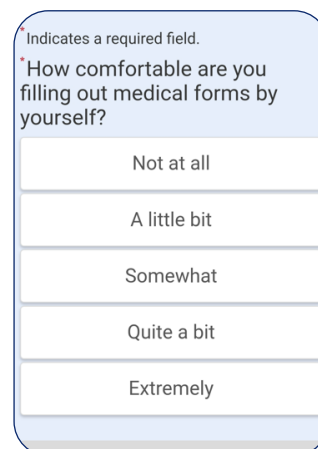 *Indicates a required field.
*How comfortable are you
filling out medical forms by
yourself?
Not at all
A little bit
Somewhat
Quite a bit
Extremely